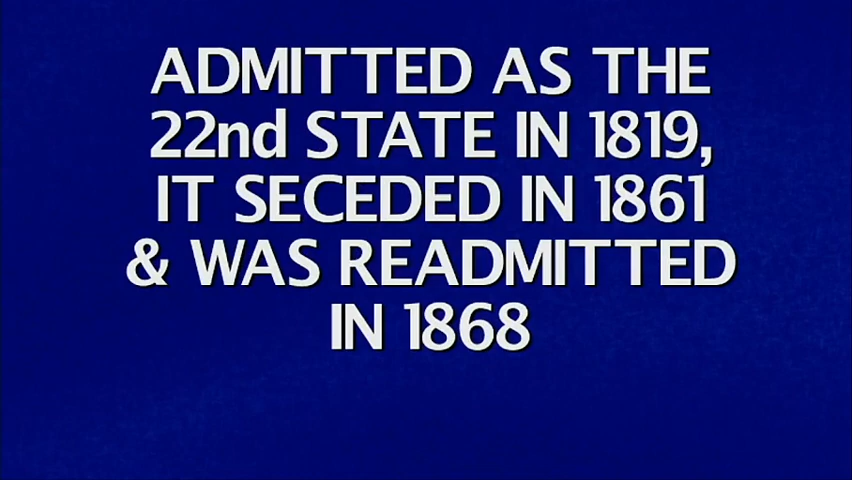 ADMITTED AS THE
22nd STATE IN 1819,
IT SECEDED IN 1861
& WAS READMITTED
IN 1868